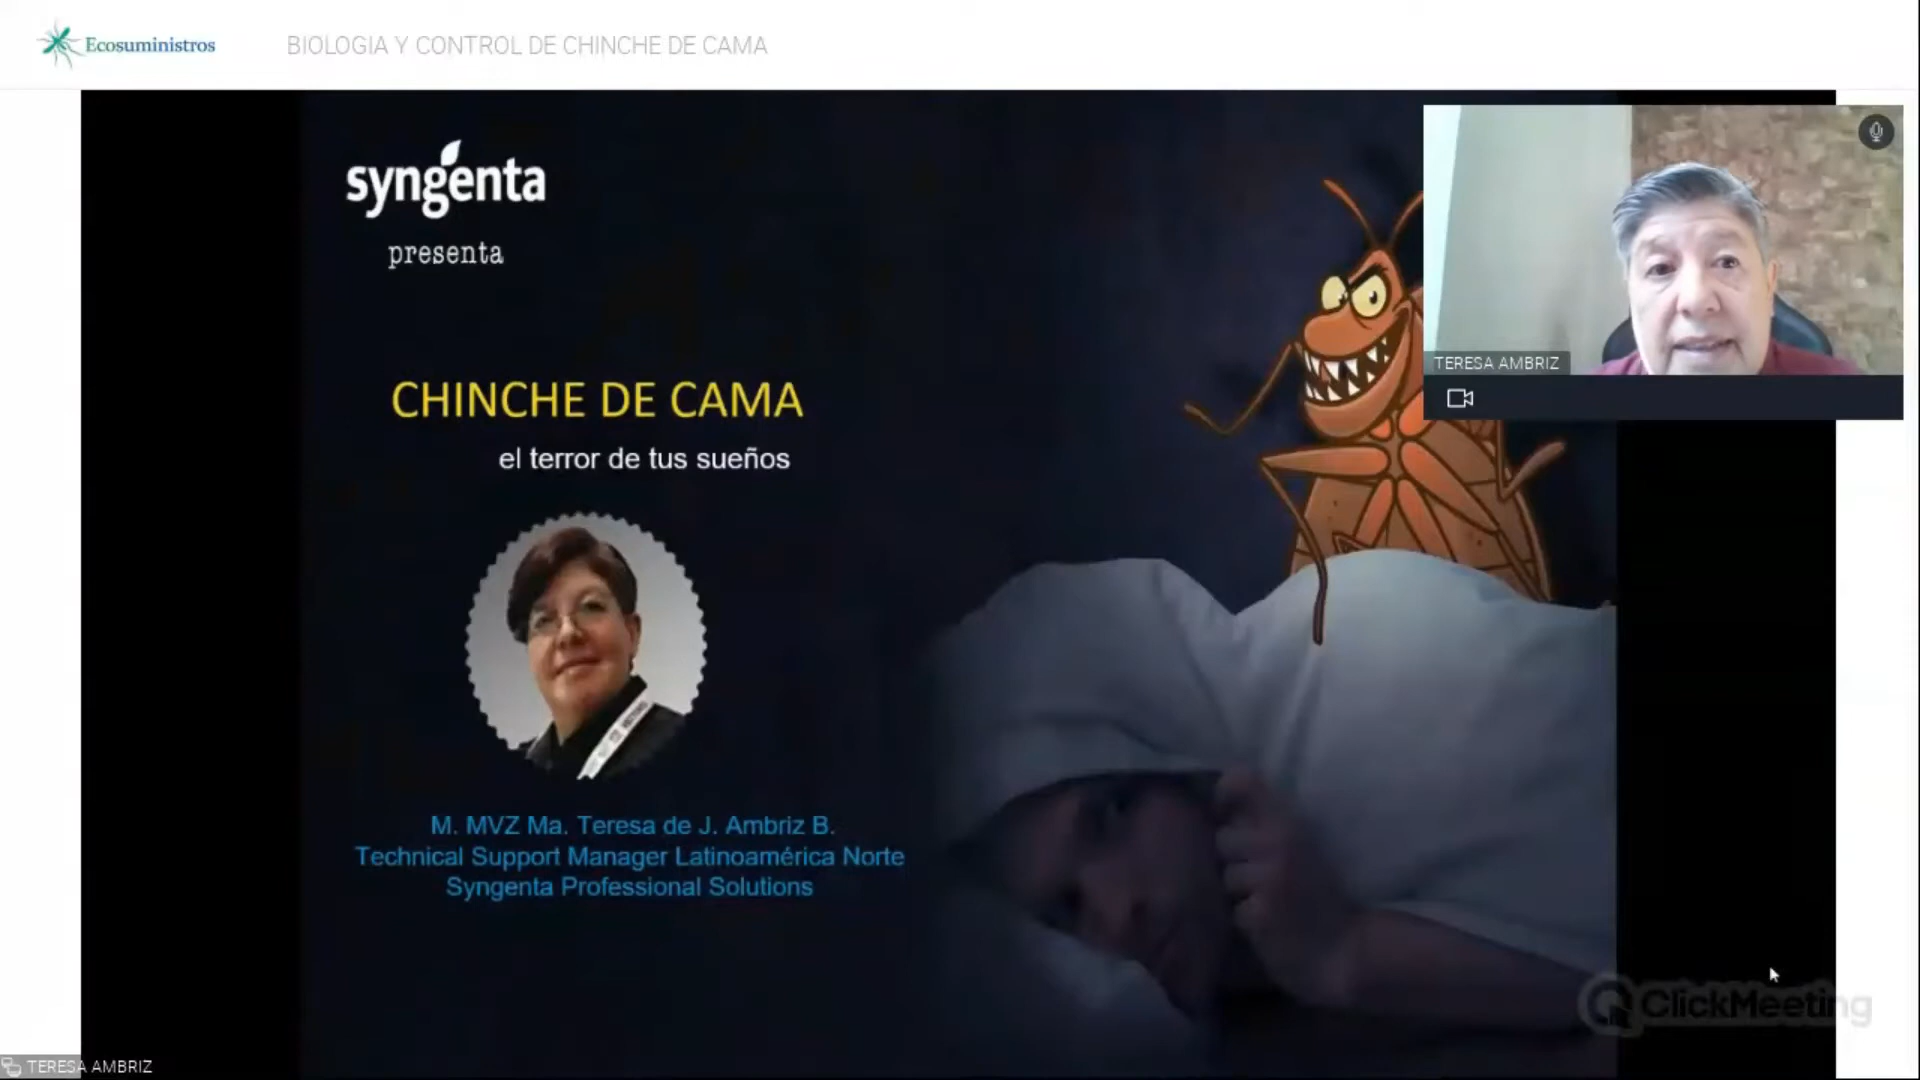 Ecosuministros
BIOLOGIA Y CONTROL DE CHINCHE DE CAMA
syngenta
presenta
TERESA AMBRIZ
CHINCHE DE CAMA
el terror de tus sueños
M. MVZ Ma. Teresa de J. Ambriz B.
Technical Support Manager Latinoamérica Norte
Syngenta Professional Solutions
ClickMeeting
TERESA AMBRIZ